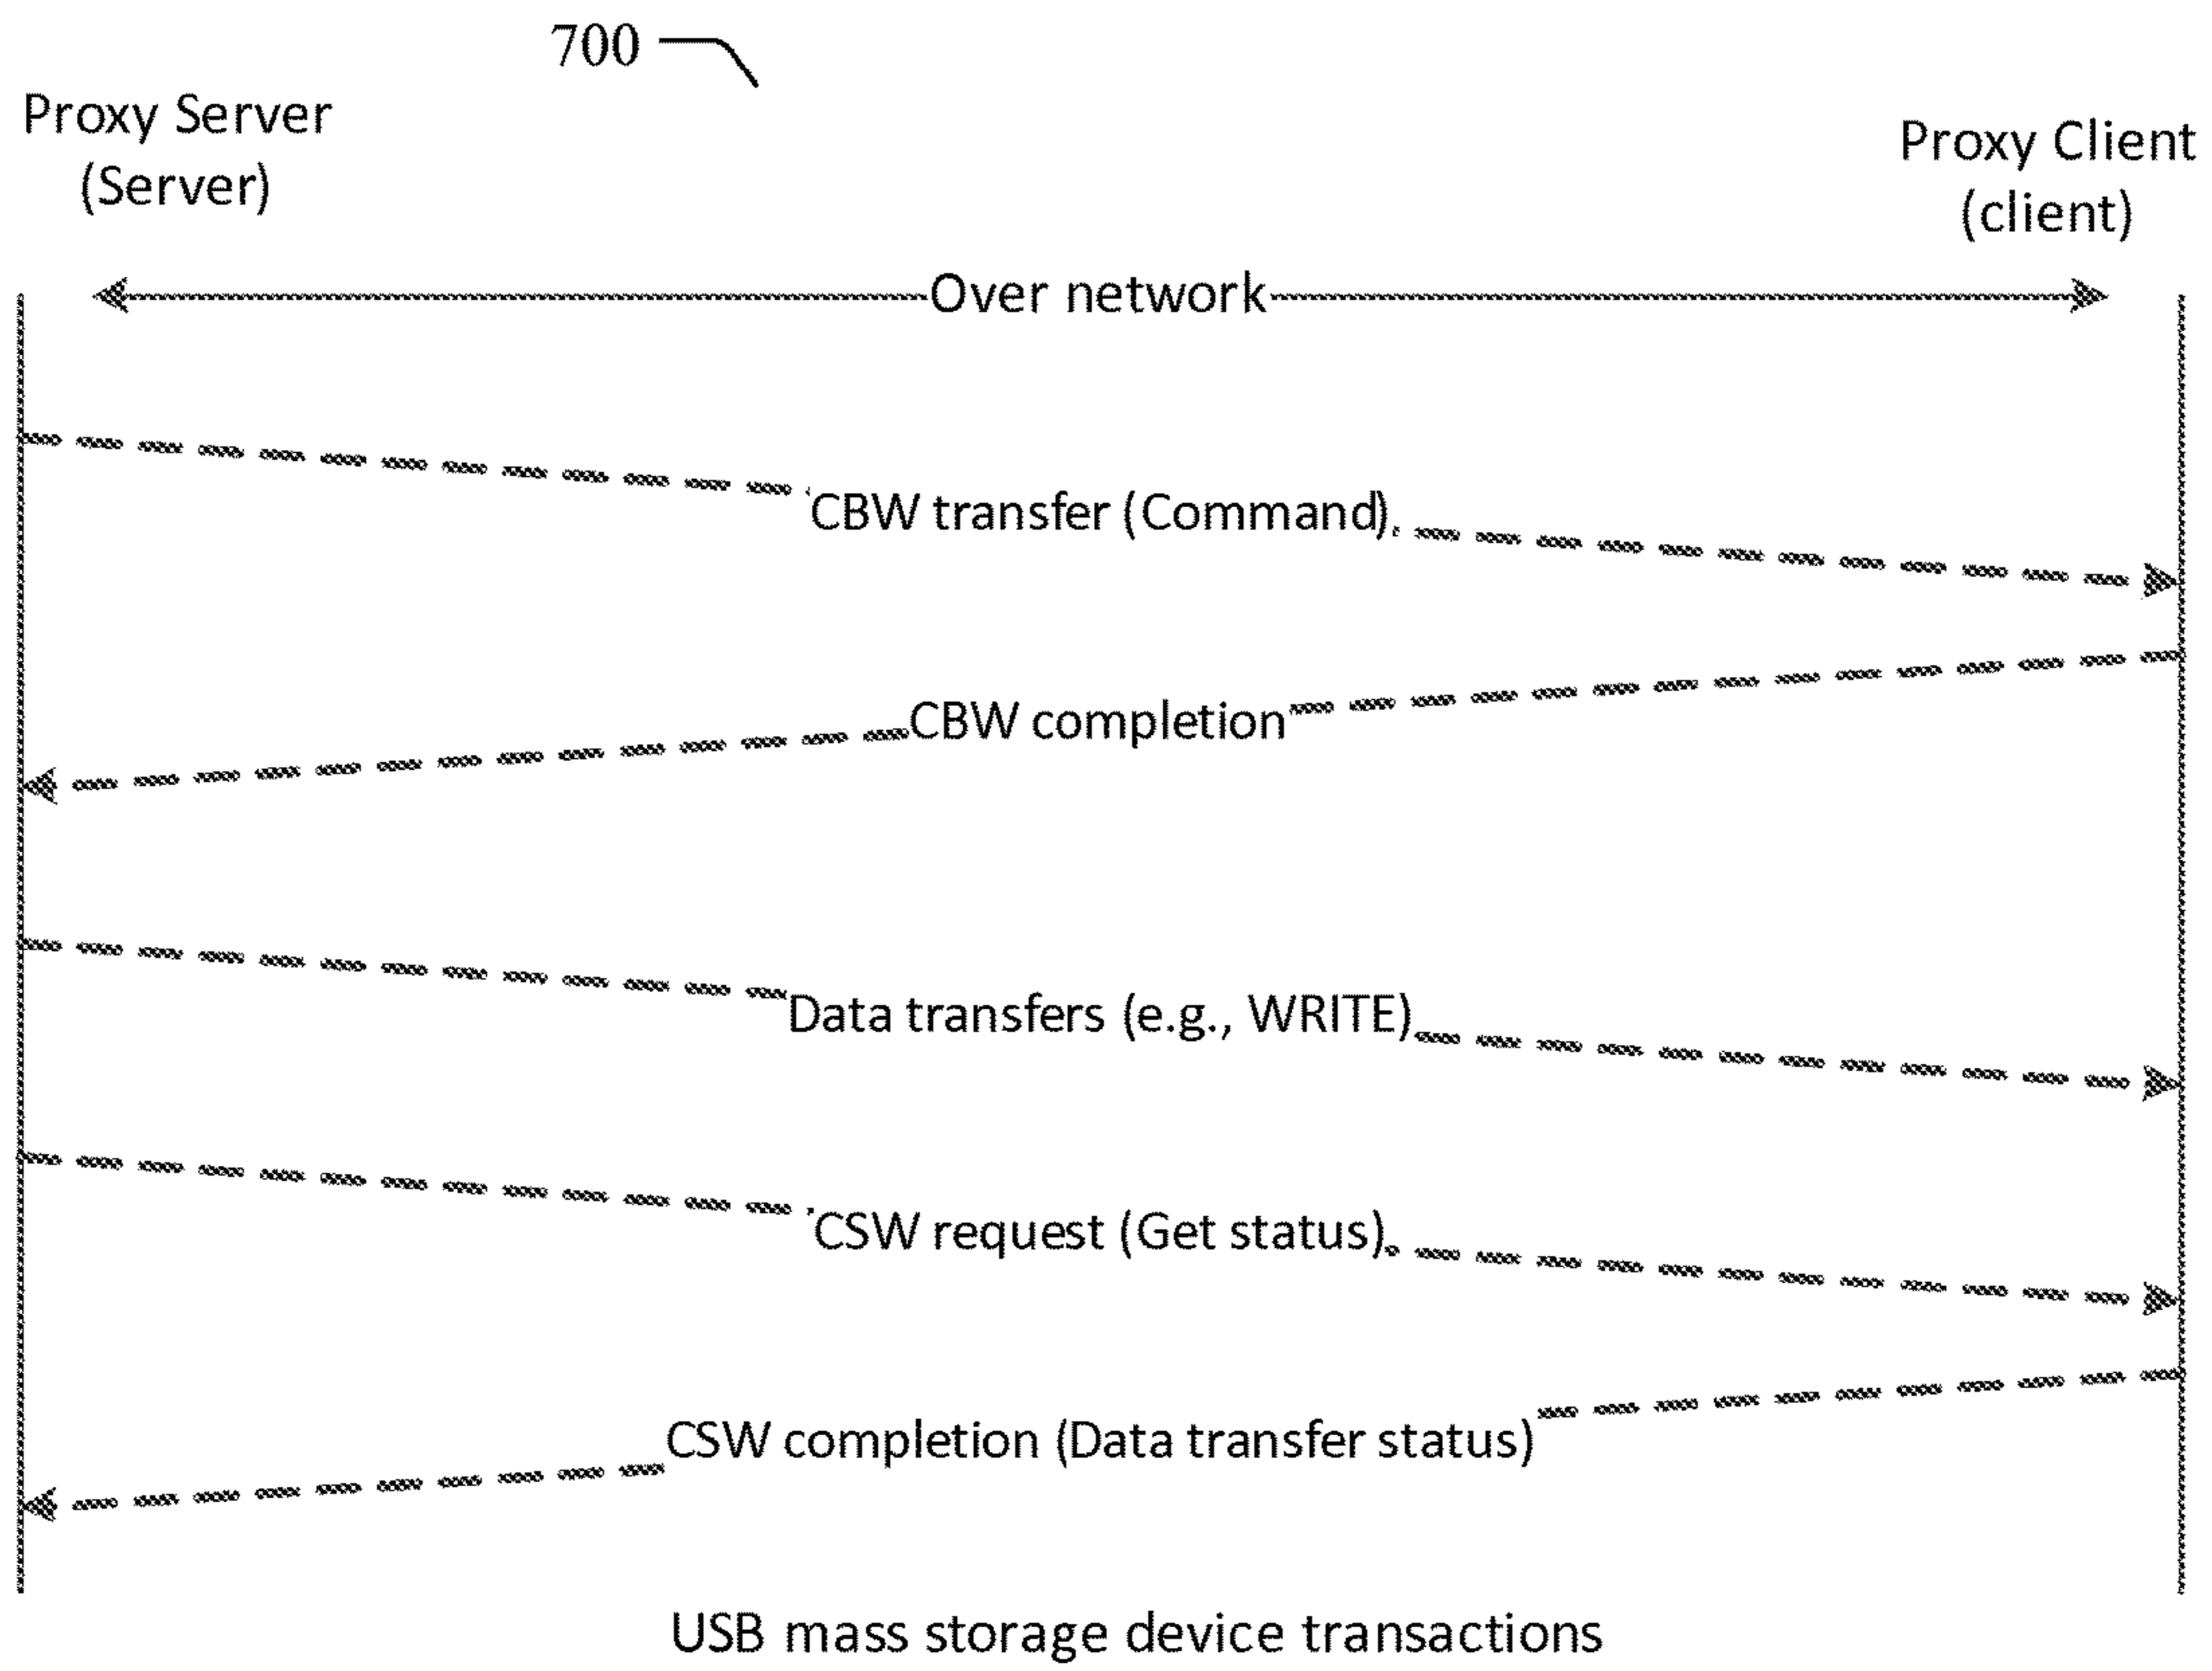 700
Proxy Server
(Server)
Proxy Client
(client)
Over network
CBW transfer (Command)
CBW completion
Data transfers (e.g., WRITE)
CSW request (Get status)
CSW completion (Data transfer status)
USB mass storage device transactions